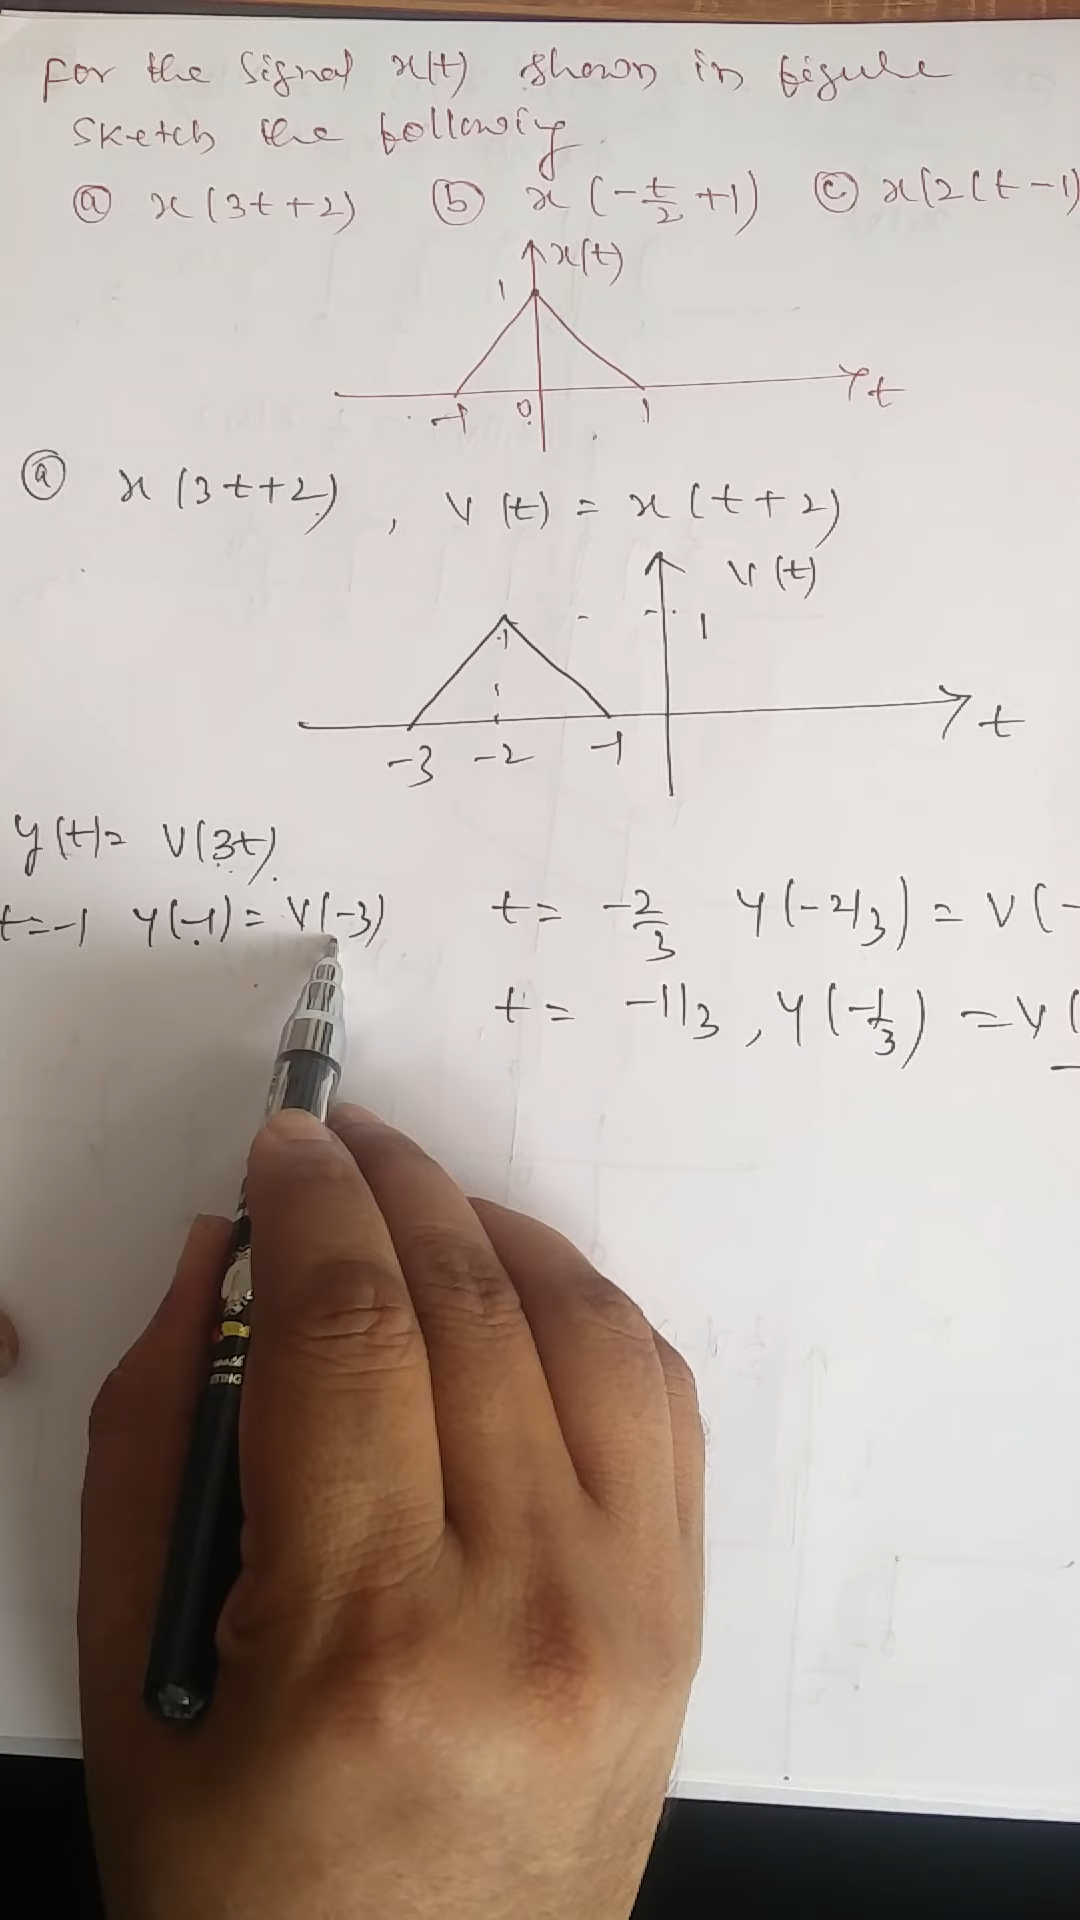 For the signal x(t) shown in figure
sketch the following.
ⓐ x(3t+2) ⓑ x(-t/2+1) ⓒ x(2(t-1)
x(t)
1
-1 0 1 t
ⓐ x(3t+2), v(t) = x(t+2)
v(t)
1
-3 -2 -1 t
y(t)= v(3t)
t=-1 y(-1)= v(-3) t= -2/3 y(-2/3) = v(-
t= -1/3, y(-1/3) = v(